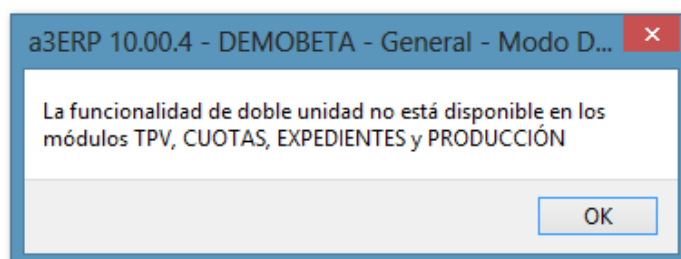 a3ERP 10.00.4 - DEMOBETA - General - Modo D...
La funcionalidad de doble unidad no está disponible en los
módulos TPV, CUOTAS, EXPEDIENTES y PRODUCCIÓN
OK